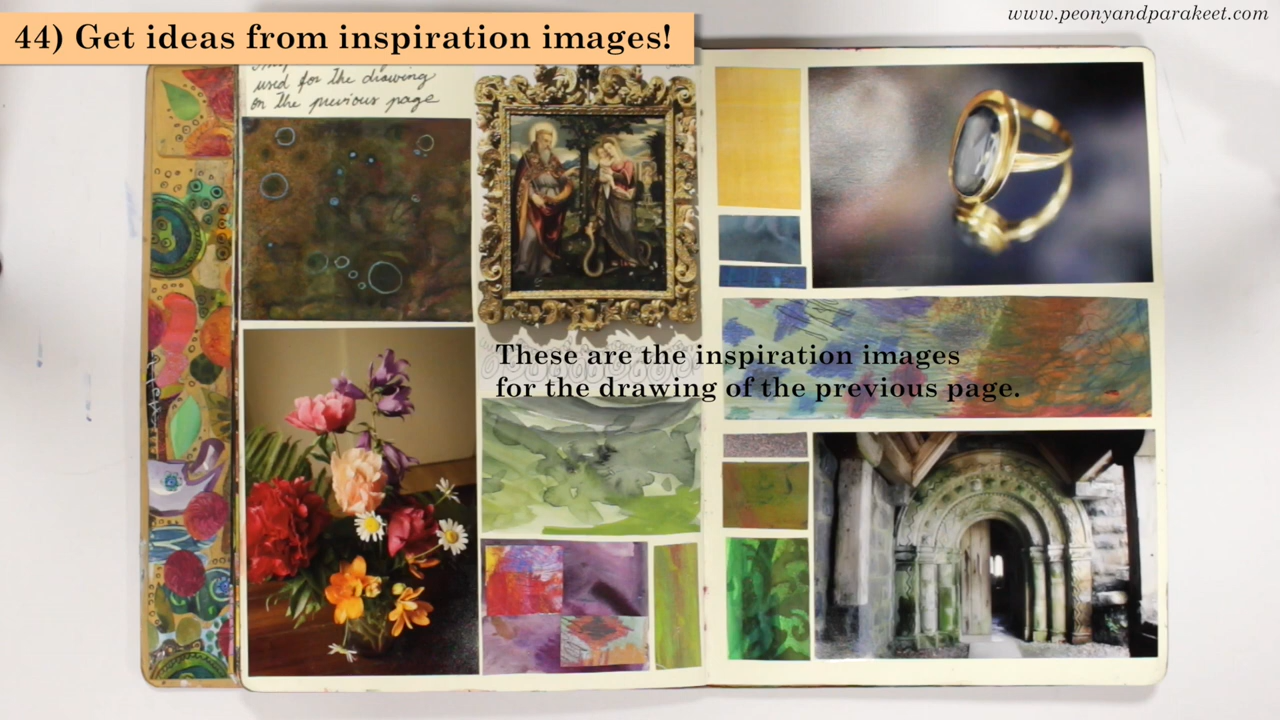 44) Get ideas from inspiration images!
www.peonyandparakeet.com
used for the drawing
on the previous page
These are the inspiration images
for the drawing of the previous page.